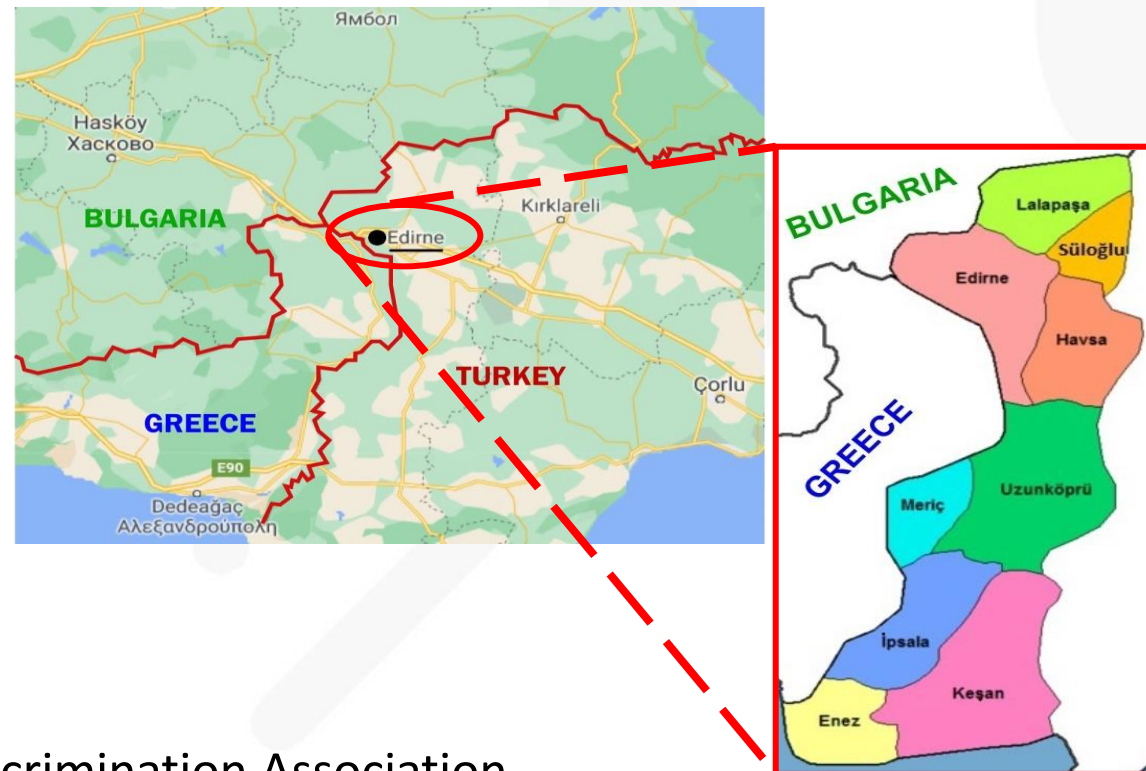 Ямбол
Hasköy
Хасково
BULGARIA
Kırklareli
Edirne
TURKEY
Çorlu
GREECE
E90
Dedeağaç
Αλεξανδρούπολη
BULGARIA
Lalapaşa
Süloğlu
Edirne
Havsa
GREECE
Meriç
Uzunköprü
İpsala
Keşan
Enez
crimination Association